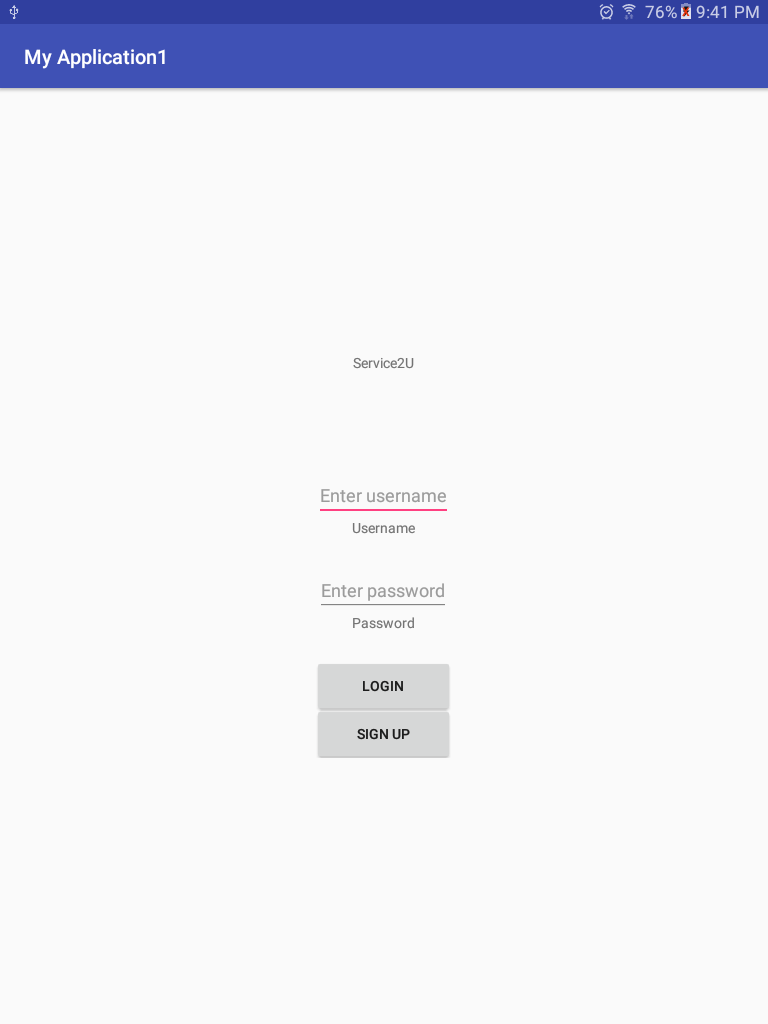 76% 9:41 PM
My Application1
Service2U
Enter username
Username
Enter password
Password
LOGIN
SIGN UP